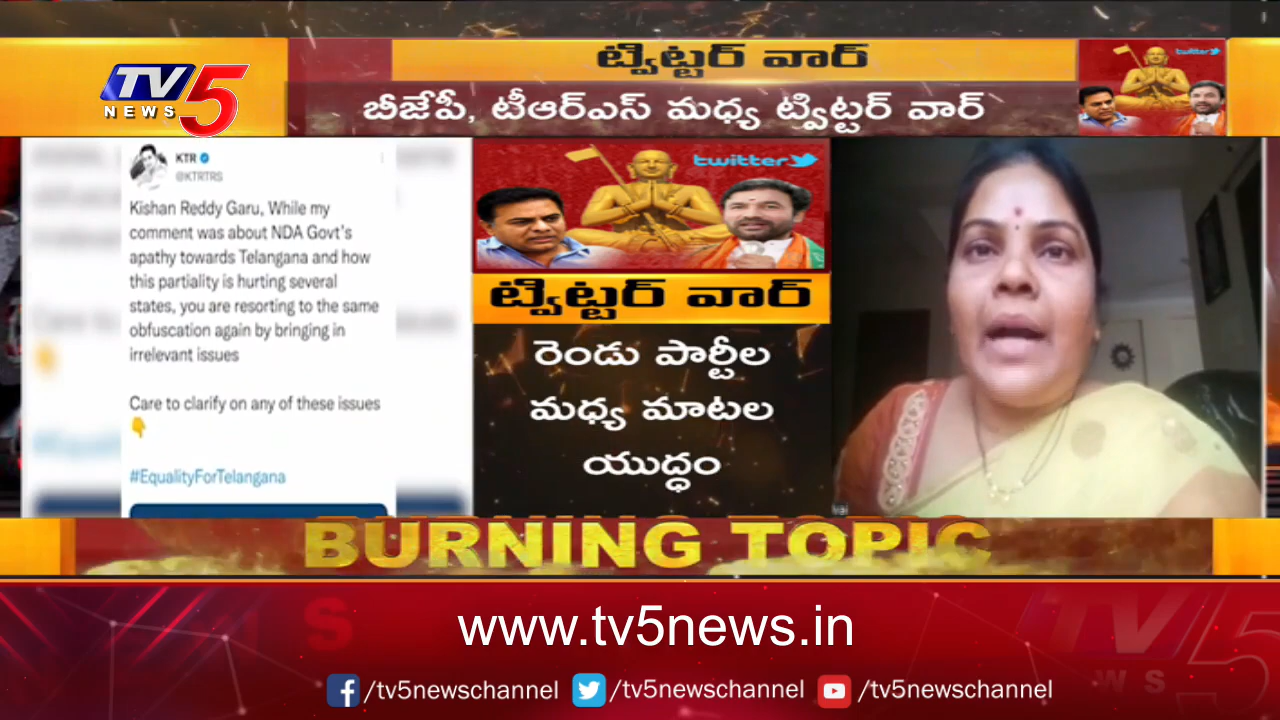 ట్విట్టర్ వార్
బీజేపీ, టీఆర్ఎస్ మధ్య ట్విట్టర్ వార్
TV5
NEWS
twitter
KTR
@KTRTRS
Kishan Reddy Garu, While my
comment was about NDA Govt's
apathy towards Telangana and how
this partiality is hurting several
states, you are resorting to the same
obfuscation again by bringing in
irrelevant issues
Care to clarify on any of these issues
👇
#EqualityForTelangana
twitter
ట్విట్టర్ వార్
రెండు పార్టీల
మధ్య మాటల
యుద్ధం
BURNING TOPIC
www.tv5news.in
/tv5newschannel /tv5newschannel /tv5newschannel
TV5
NEWS